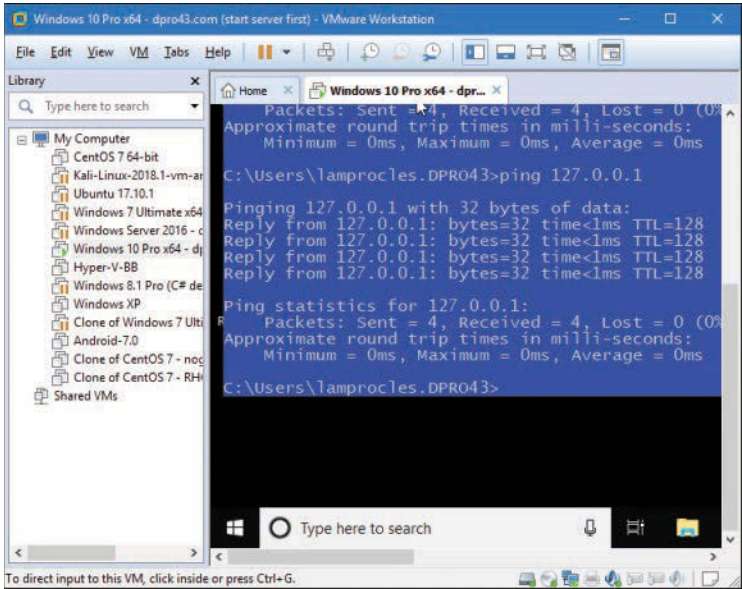 Windows 10 Pro x64 - dpro43.com (start server first) - VMware Workstation
File Edit View VM Tabs Help
Library
Type here to search
My Computer
CentOS 7 64-bit
Kali-Linux-2018.1-vm-ar
Ubuntu 17.10.1
Windows 7 Ultimate x64
Windows Server 2016 - c
Windows 10 Pro x64 - dp
Hyper-V-BB
Windows 8.1 Pro (C# de
Windows XP
Clone of Windows 7 Ulti
Android-7.0
Clone of CentOS 7 - nog
Clone of CentOS 7 - RH
Shared VMs
Home
Windows 10 Pro x64 - dpr...
Packets: Sent = 4, Received = 4, Lost = 0 (0%
Approximate round trip times in milli-seconds:
Minimum = 0ms, Maximum = 0ms, Average = 0ms
C:\Users\lamprocles.DPRO43>ping 127.0.0.1
Pinging 127.0.0.1 with 32 bytes of data:
Reply from 127.0.0.1: bytes=32 time<1ms TTL=128
Reply from 127.0.0.1: bytes=32 time<1ms TTL=128
Reply from 127.0.0.1: bytes=32 time<1ms TTL=128
Reply from 127.0.0.1: bytes=32 time<1ms TTL=128
Ping statistics for 127.0.0.1:
R
Packets: Sent = 4, Received = 4, Lost = 0 (0%
Approximate round trip times in milli-seconds:
Minimum = 0ms, Maximum = 0ms, Average = 0ms
C:\Users\lamprocles.DPRO43>
Type here to search
To direct input to this VM, click inside or press Ctrl+G.